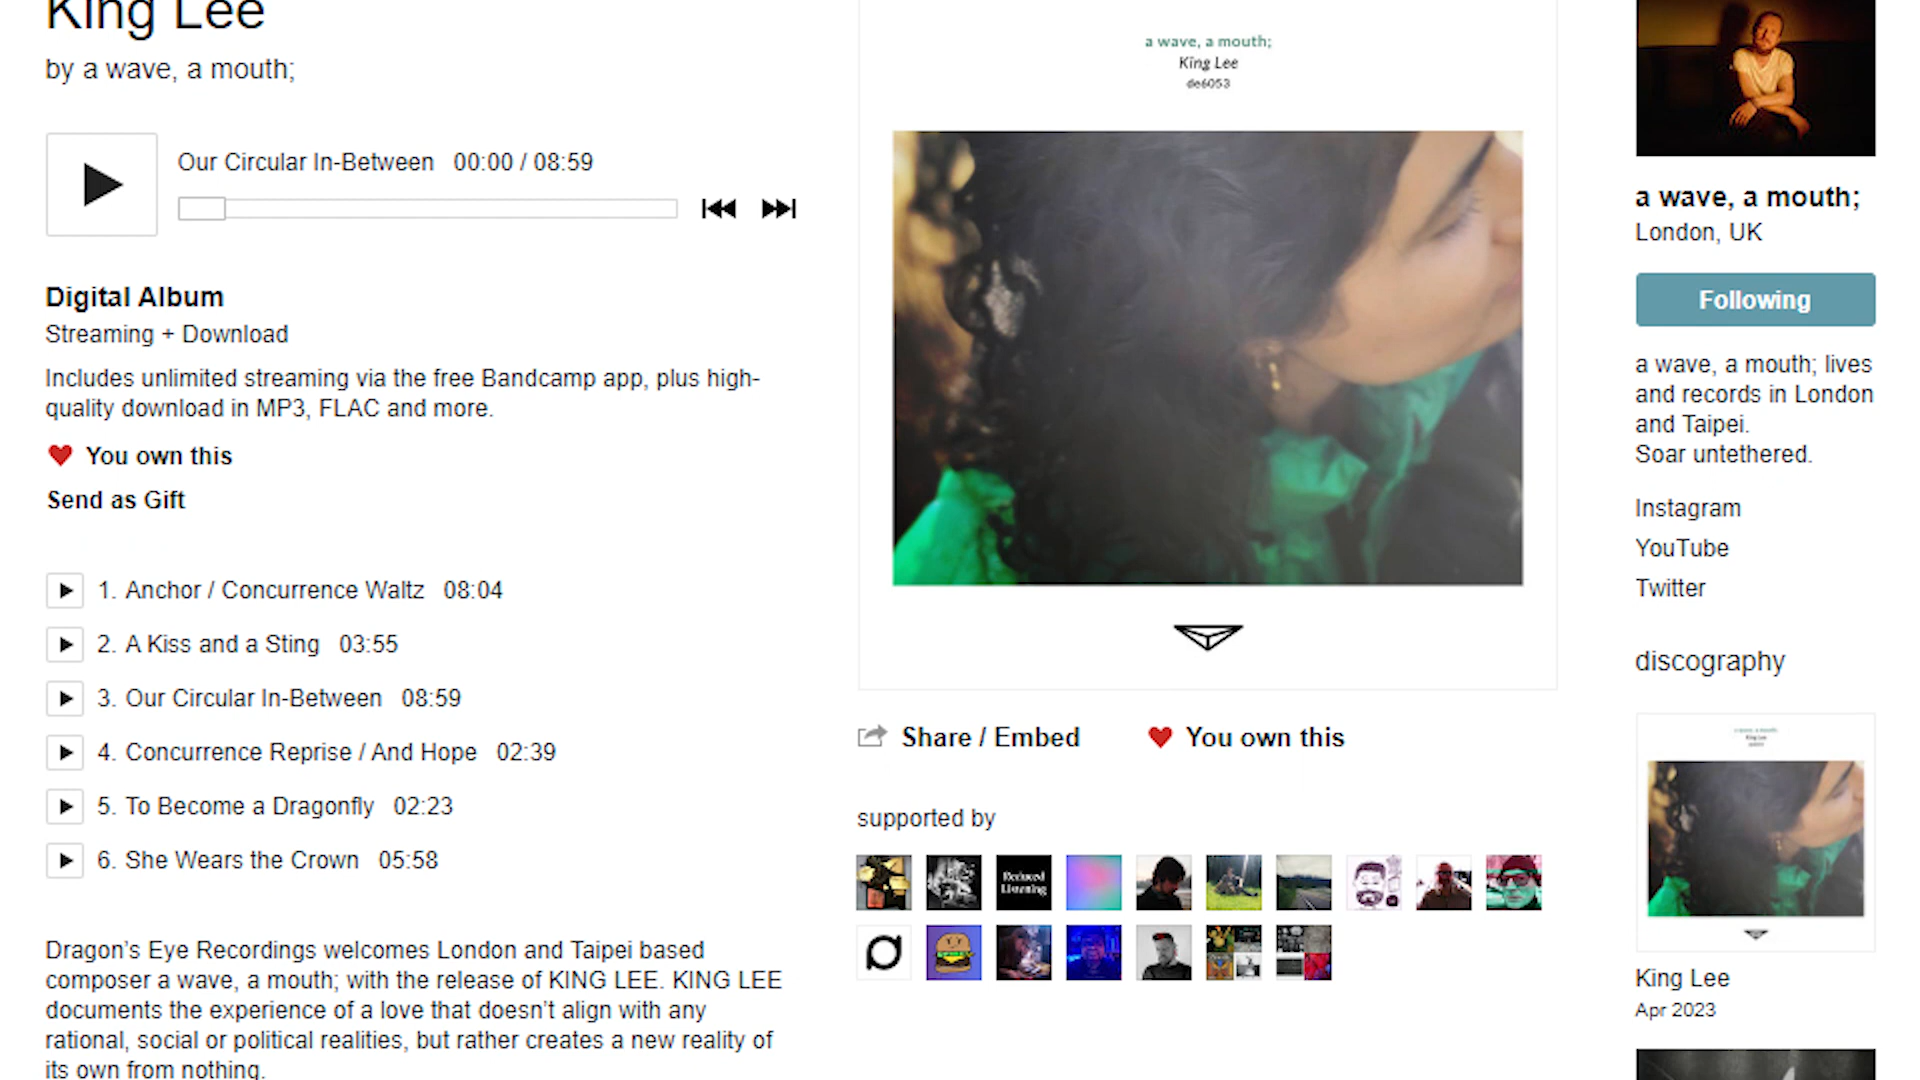 King Lee
by a wave, a mouth;
Our Circular In-Between 00:00 / 08:59
Digital Album
Streaming + Download
Includes unlimited streaming via the free Bandcamp app, plus high-
quality download in MP3, FLAC and more.
You own this
Send as Gift
1. Anchor / Concurrence Waltz 08:04
2. A Kiss and a Sting 03:55
3. Our Circular In-Between 08:59
4. Concurrence Reprise / And Hope 02:39
5. To Become a Dragonfly 02:23
6. She Wears the Crown 05:58
Dragon's Eye Recordings welcomes London and Taipei based
composer a wave, a mouth; with the release of KING LEE. KING LEE
documents the experience of a love that doesn't align with any
rational, social or political realities, but rather creates a new reality of
its own from nothing.
a wave, a mouth;
King Lee
de6053
Share / Embed
You own this
supported by
Reduced
Listening
a wave, a mouth;
London, UK
Following
a wave, a mouth; lives
and records in London
and Taipei.
Soar untethered.
Instagram
YouTube
Twitter
discography
a wave, a mouth;
King Lee
King Lee
Apr 2023